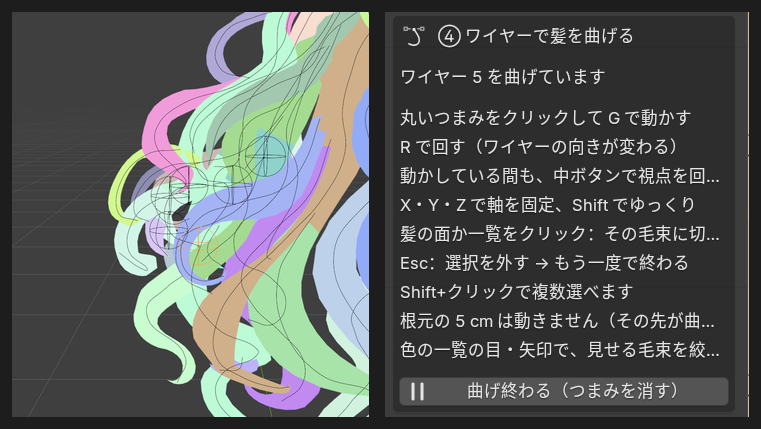 ④ワイヤーで髪を曲げる
ワイヤー 5 を曲げています
丸いつまみをクリックして G で動かす
R で回す（ワイヤーの向きが変わる）
動かしている間も、中ボタンで視点を回...
X・Y・Z で軸を固定、Shift でゆっくり
髪の面か一覧をクリック: その毛束に切...
Esc: 選択を外す → もう一度で終わる
Shift+クリックで複数選べます
根元の 5 cm は動きません（その先が曲...
色の一覧の目・矢印で、見せる毛束を絞...
曲げ終わる（つまみを消す）